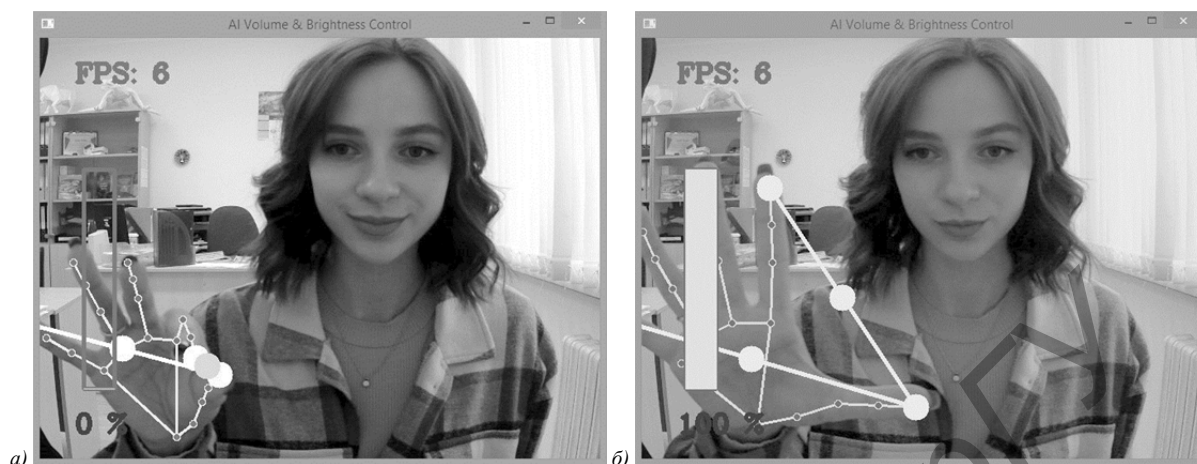 AI Volume & Brightness Control
FPS: 6
0 %
а)
AI Volume & Brightness Control
FPS: 6
100 %
б)